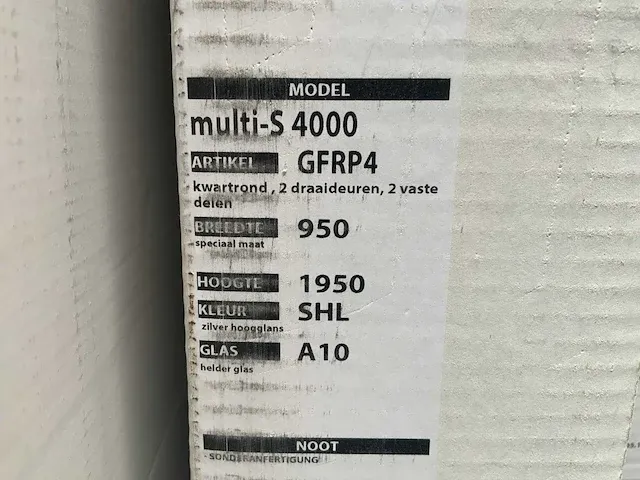 MODEL
multi-S 4000
ARTIKEL GFRP4
kwartrond , 2 draaideuren, 2 vaste
delen
BREEDTE 950
speciaal maat
HOOGTE 1950
KLEUR SHL
zilver hoogglans
GLAS A10
helder glas
NOOT
- SONDERANFERTIGUNG